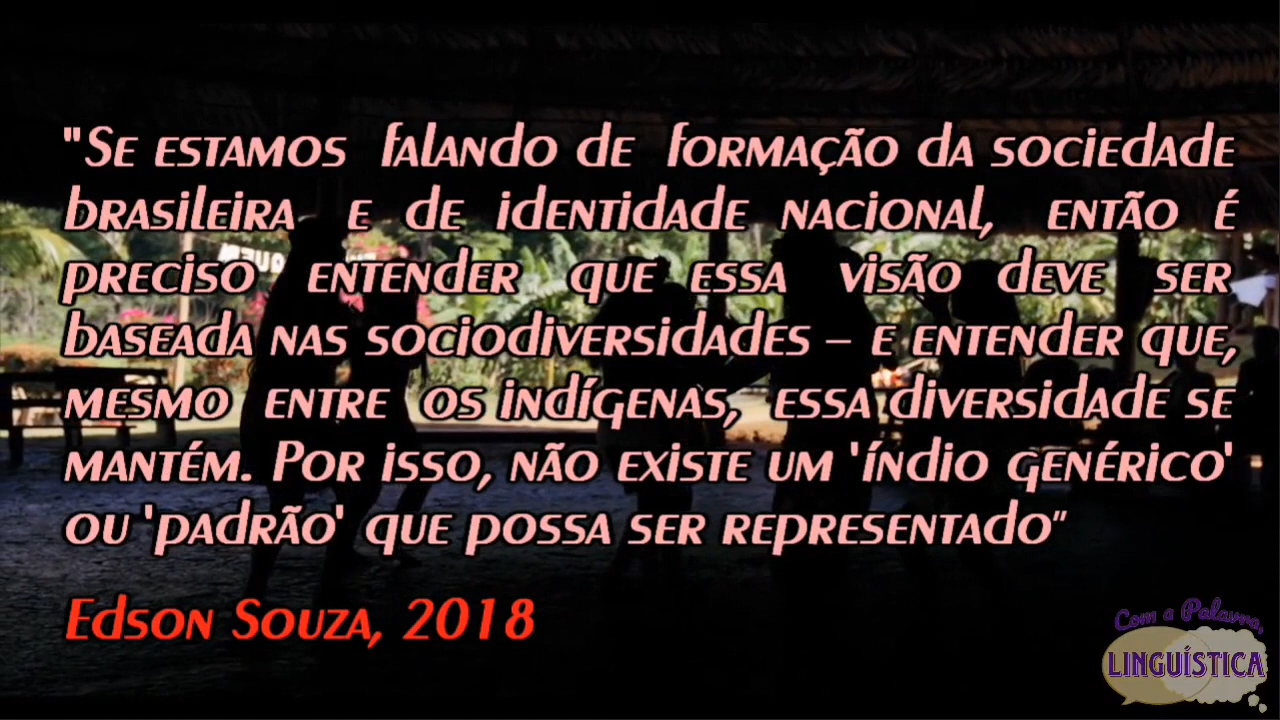 "Se estamos falando de formação da sociedade
brasileira e de identidade nacional, então é
preciso entender que essa visão deve ser
baseada nas sociodiversidades – e entender que,
mesmo entre os indígenas, essa diversidade se
mantém. Por isso, não existe um 'índio genérico'
ou 'padrão' que possa ser representado”
Edson Souza, 2018
Com a Palavra,
LINGUÍSTICA